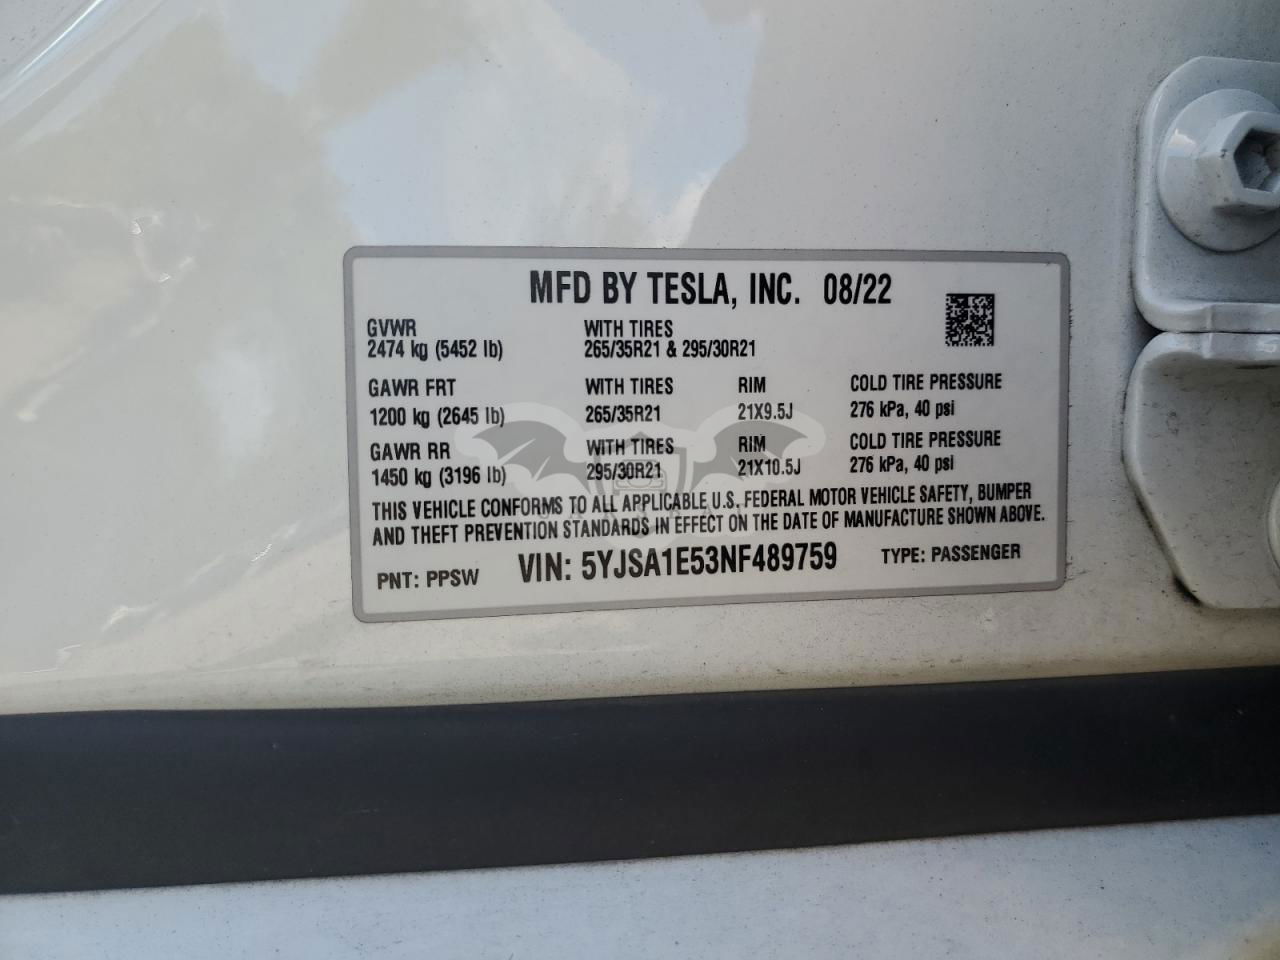 MFD BY TESLA, INC. 08/22
GVWR WITH TIRES
2474 kg (5452 lb) 265/35R21 & 295/30R21
GAWR FRT WITH TIRES RIM COLD TIRE PRESSURE
1200 kg (2645 lb) 265/35R21 21X9.5J 276 kPa, 40 psi
GAWR RR WITH TIRES RIM COLD TIRE PRESSURE
1450 kg (3196 lb) 295/30R21 21X10.5J 276 kPa, 40 psi
THIS VEHICLE CONFORMS TO ALL APPLICABLE U.S. FEDERAL MOTOR VEHICLE SAFETY, BUMPER
AND THEFT PREVENTION STANDARDS IN EFFECT ON THE DATE OF MANUFACTURE SHOWN ABOVE.
PNT: PPSW VIN: 5YJSA1E53NF489759 TYPE: PASSENGER